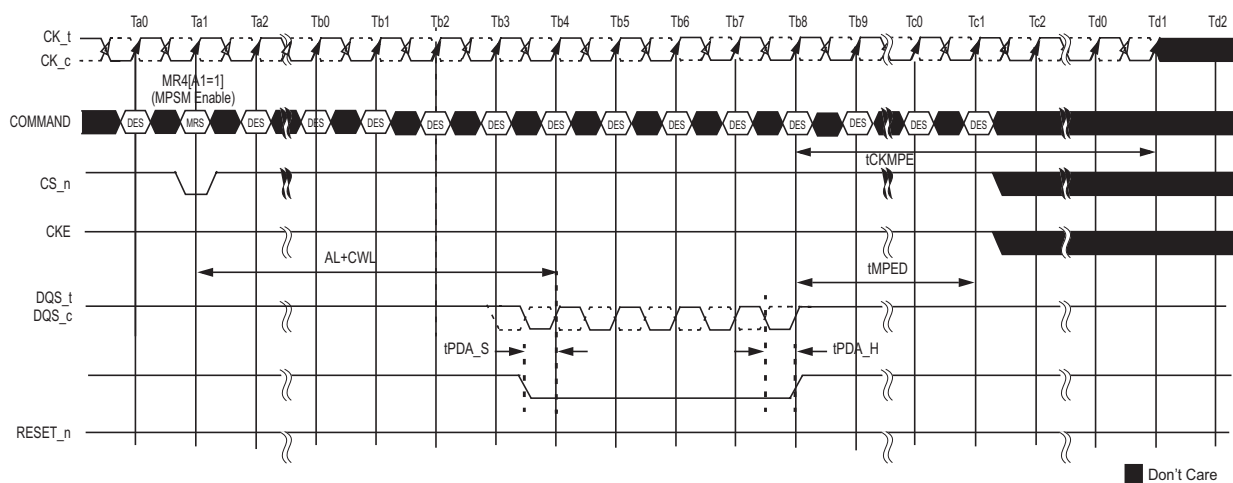 Ta0 Ta1 Ta2 Tb0 Tb1 Tb2 Tb3 Tb4 Tb5 Tb6 Tb7 Tb8 Tb9 Tc0 Tc1 Tc2 Td0 Td1 Td2
CK_t
CK_c
MR4[A1=1]
(MPSM Enable)
COMMAND DES MRS DES DES DES DES DES DES DES DES DES DES DES DES DES
tCKMPE
CS_n
CKE
AL+CWL
tMPED
DQS_t
DQS_c
tPDA_S tPDA_H
RESET_n
Don't Care